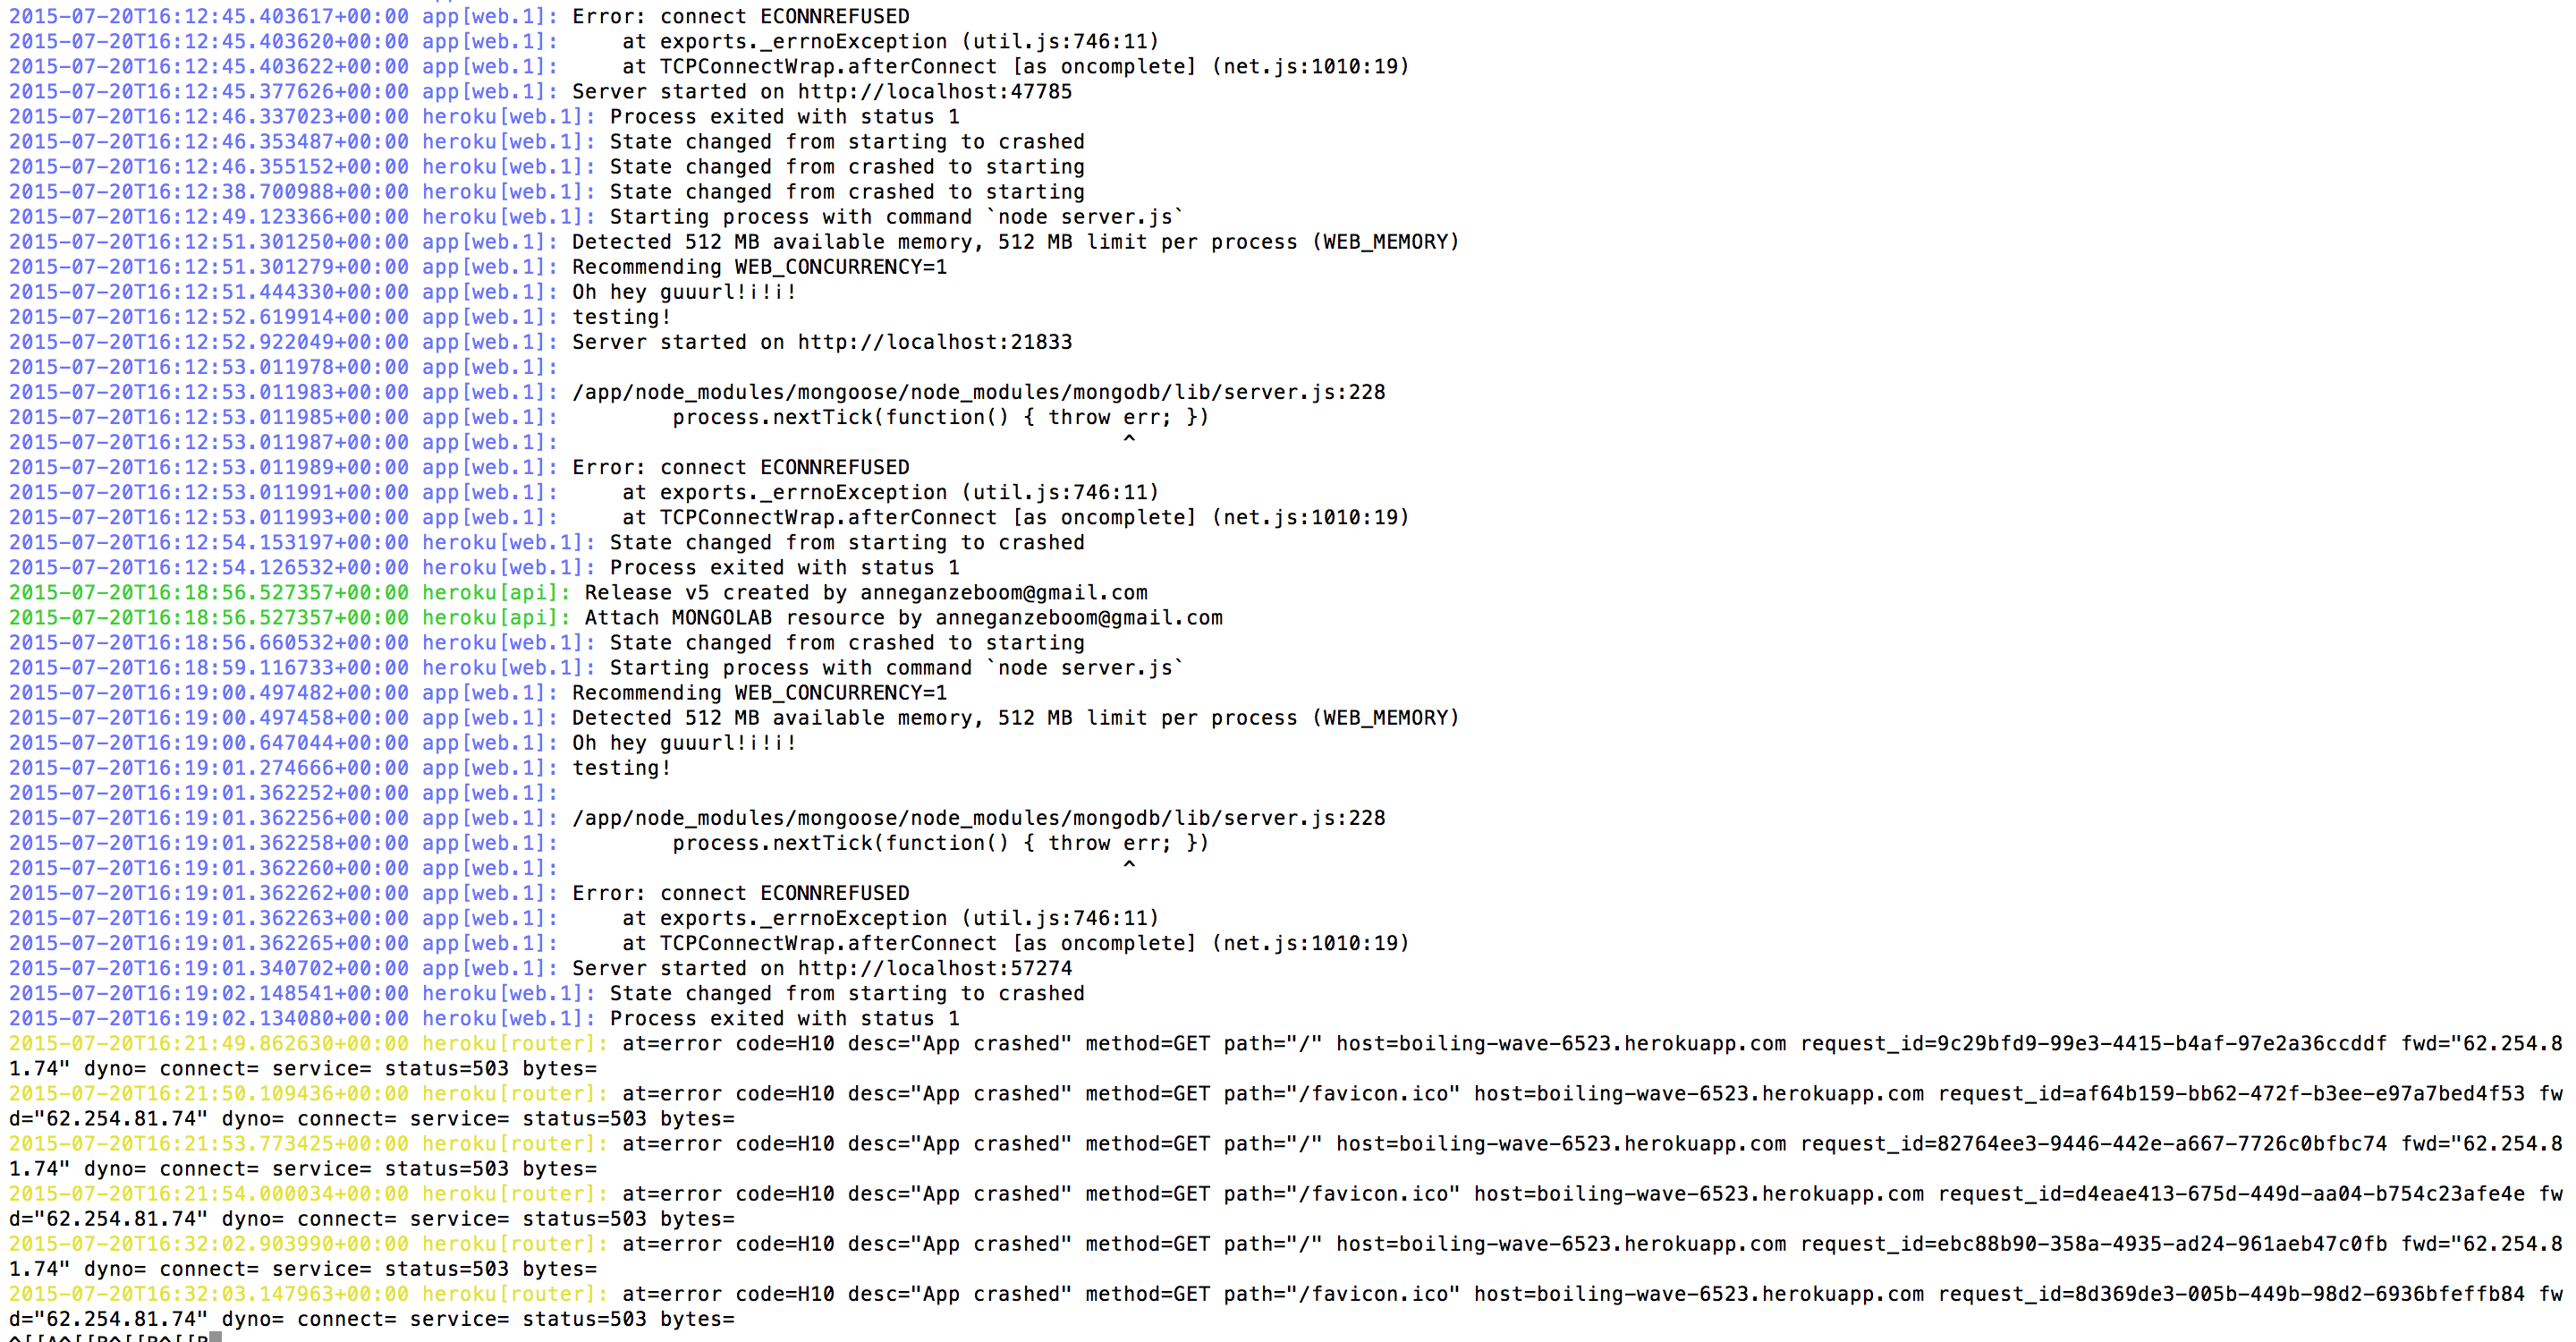 2015-07-20T16:12:45.403617+00:00 app[web.1]: Error: connect ECONNREFUSED
2015-07-20T16:12:45.403620+00:00 app[web.1]:     at exports._errnoException (util.js:746:11)
2015-07-20T16:12:45.403622+00:00 app[web.1]:     at TCPConnectWrap.afterConnect [as oncomplete] (net.js:1010:19)
2015-07-20T16:12:45.377626+00:00 app[web.1]: Server started on http://localhost:47785
2015-07-20T16:12:46.337023+00:00 heroku[web.1]: Process exited with status 1
2015-07-20T16:12:46.353487+00:00 heroku[web.1]: State changed from starting to crashed
2015-07-20T16:12:46.355152+00:00 heroku[web.1]: State changed from crashed to starting
2015-07-20T16:12:38.700988+00:00 heroku[web.1]: State changed from crashed to starting
2015-07-20T16:12:49.123366+00:00 heroku[web.1]: Starting process with command `node server.js`
2015-07-20T16:12:51.301250+00:00 app[web.1]: Detected 512 MB available memory, 512 MB limit per process (WEB_MEMORY)
2015-07-20T16:12:51.301279+00:00 app[web.1]: Recommending WEB_CONCURRENCY=1
2015-07-20T16:12:51.444330+00:00 app[web.1]: Oh hey guuurl!¡!¡!
2015-07-20T16:12:52.619914+00:00 app[web.1]: testing!
2015-07-20T16:12:52.922049+00:00 app[web.1]: Server started on http://localhost:21833
2015-07-20T16:12:53.011978+00:00 app[web.1]:
2015-07-20T16:12:53.011983+00:00 app[web.1]: /app/node_modules/mongoose/node_modules/mongodb/lib/server.js:228
2015-07-20T16:12:53.011985+00:00 app[web.1]:         process.nextTick(function() { throw err; })
2015-07-20T16:12:53.011987+00:00 app[web.1]:                                             ^
2015-07-20T16:12:53.011989+00:00 app[web.1]: Error: connect ECONNREFUSED
2015-07-20T16:12:53.011991+00:00 app[web.1]:     at exports._errnoException (util.js:746:11)
2015-07-20T16:12:53.011993+00:00 app[web.1]:     at TCPConnectWrap.afterConnect [as oncomplete] (net.js:1010:19)
2015-07-20T16:12:54.153197+00:00 heroku[web.1]: State changed from starting to crashed
2015-07-20T16:12:54.126532+00:00 heroku[web.1]: Process exited with status 1
2015-07-20T16:18:56.527357+00:00 heroku[api]: Release v5 created by anneganzeboom@gmail.com
2015-07-20T16:18:56.527357+00:00 heroku[api]: Attach MONGOLAB resource by anneganzeboom@gmail.com
2015-07-20T16:18:56.660532+00:00 heroku[web.1]: State changed from crashed to starting
2015-07-20T16:18:59.116733+00:00 heroku[web.1]: Starting process with command `node server.js`
2015-07-20T16:19:00.497482+00:00 app[web.1]: Recommending WEB_CONCURRENCY=1
2015-07-20T16:19:00.497458+00:00 app[web.1]: Detected 512 MB available memory, 512 MB limit per process (WEB_MEMORY)
2015-07-20T16:19:00.647044+00:00 app[web.1]: Oh hey guuurl!¡!¡!
2015-07-20T16:19:01.274666+00:00 app[web.1]: testing!
2015-07-20T16:19:01.362252+00:00 app[web.1]:
2015-07-20T16:19:01.362256+00:00 app[web.1]: /app/node_modules/mongoose/node_modules/mongodb/lib/server.js:228
2015-07-20T16:19:01.362258+00:00 app[web.1]:         process.nextTick(function() { throw err; })
2015-07-20T16:19:01.362260+00:00 app[web.1]:                                             ^
2015-07-20T16:19:01.362262+00:00 app[web.1]: Error: connect ECONNREFUSED
2015-07-20T16:19:01.362263+00:00 app[web.1]:     at exports._errnoException (util.js:746:11)
2015-07-20T16:19:01.362265+00:00 app[web.1]:     at TCPConnectWrap.afterConnect [as oncomplete] (net.js:1010:19)
2015-07-20T16:19:01.340702+00:00 app[web.1]: Server started on http://localhost:57274
2015-07-20T16:19:02.148541+00:00 heroku[web.1]: State changed from starting to crashed
2015-07-20T16:19:02.134080+00:00 heroku[web.1]: Process exited with status 1
2015-07-20T16:21:49.862630+00:00 heroku[router]: at=error code=H10 desc="App crashed" method=GET path="/" host=boiling-wave-6523.herokuapp.com request_id=9c29bfd9-99e3-4415-b4af-97e2a36ccddf fwd="62.254.8
1.74" dyno= connect= service= status=503 bytes=
2015-07-20T16:21:50.109436+00:00 heroku[router]: at=error code=H10 desc="App crashed" method=GET path="/favicon.ico" host=boiling-wave-6523.herokuapp.com request_id=af64b159-bb62-472f-b3ee-e97a7bed4f53 fw
d="62.254.81.74" dyno= connect= service= status=503 bytes=
2015-07-20T16:21:53.773425+00:00 heroku[router]: at=error code=H10 desc="App crashed" method=GET path="/" host=boiling-wave-6523.herokuapp.com request_id=82764ee3-9446-442e-a667-7726c0bfbc74 fwd="62.254.8
1.74" dyno= connect= service= status=503 bytes=
2015-07-20T16:21:54.000034+00:00 heroku[router]: at=error code=H10 desc="App crashed" method=GET path="/favicon.ico" host=boiling-wave-6523.herokuapp.com request_id=d4eae413-675d-449d-aa04-b754c23afe4e fw
d="62.254.81.74" dyno= connect= service= status=503 bytes=
2015-07-20T16:32:02.903990+00:00 heroku[router]: at=error code=H10 desc="App crashed" method=GET path="/" host=boiling-wave-6523.herokuapp.com request_id=ebc88b90-358a-4935-ad24-961aeb47c0fb fwd="62.254.8
1.74" dyno= connect= service= status=503 bytes=
2015-07-20T16:32:03.147963+00:00 heroku[router]: at=error code=H10 desc="App crashed" method=GET path="/favicon.ico" host=boiling-wave-6523.herokuapp.com request_id=8d369de3-005b-449b-98d2-6936bfeffb84 fw
d="62.254.81.74" dyno= connect= service= status=503 bytes=